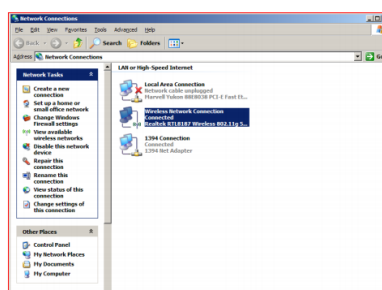 Network Connections
File Edit View Favorites Tools Advanced Help
Back Search Folders
Address Network Connections Go
Network Tasks
Create a new connection
Set up a home or small office network
Change Windows Firewall settings
View available wireless networks
Disable this network device
Repair this connection
Rename this connection
View status of this connection
Change settings of this connection
Other Places
Control Panel
My Network Places
My Documents
My Computer
LAN or High-Speed Internet
Local Area Connection
Network cable unplugged
Marvell Yukon 88E8038 PCI-E Fast Et...
Wireless Network Connection
Connected
Realtek RTL8187 Wireless 802.11g 5...
1394 Connection
Connected
1394 Net Adapter